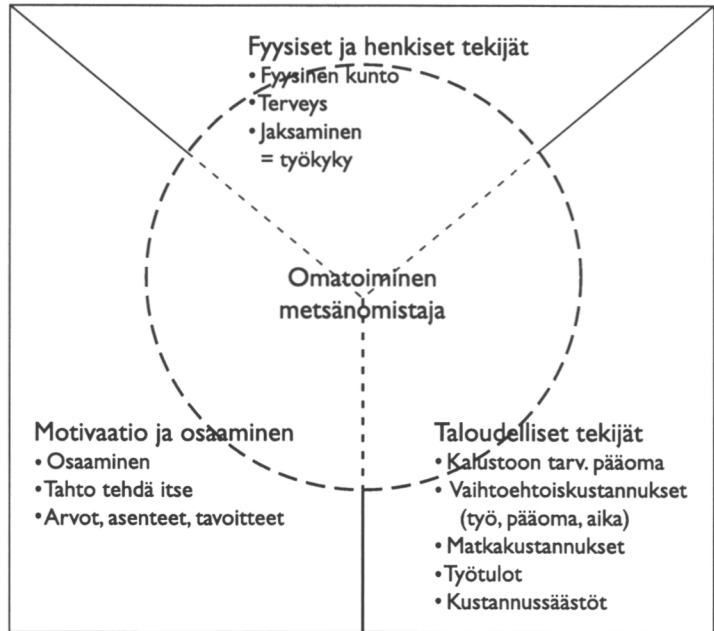 Fyysiset ja henkiset tekijät
• Fyysinen kunto
• Terveys
• Jaksaminen
= työkyky
Omatoiminen
metsänomistaja
Motivaatio ja osaaminen
• Osaaminen
• Tahto tehdä itse
• Arvot, asenteet, tavoitteet
Taloudelliset tekijät
• Kalustoon tarv. pääoma
• Vaihtoehtoiskustannukset
(työ, pääoma, aika)
• Matkakustannukset
• Työtulot
• Kustannussäästöt